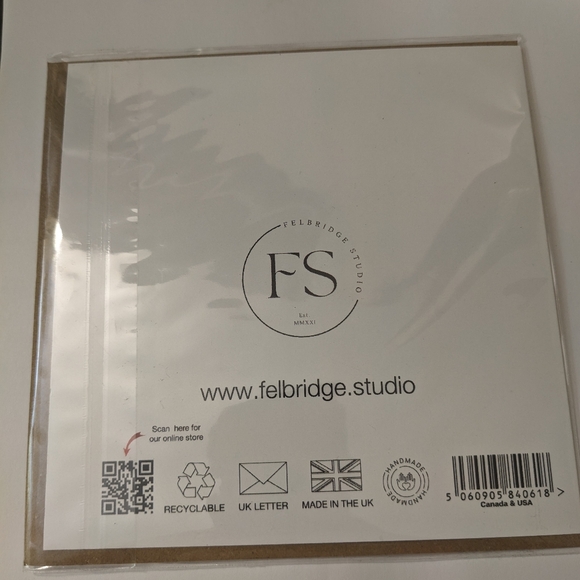 FELBRIDGE STUDIO
FS
Est.
MMXXI
www.felbridge.studio
Scan here for
our online store
RECYCLABLE
UK LETTER
MADE IN THE UK
HANDMADE
HANDMADE
5 060905 840618 >
Canada & USA